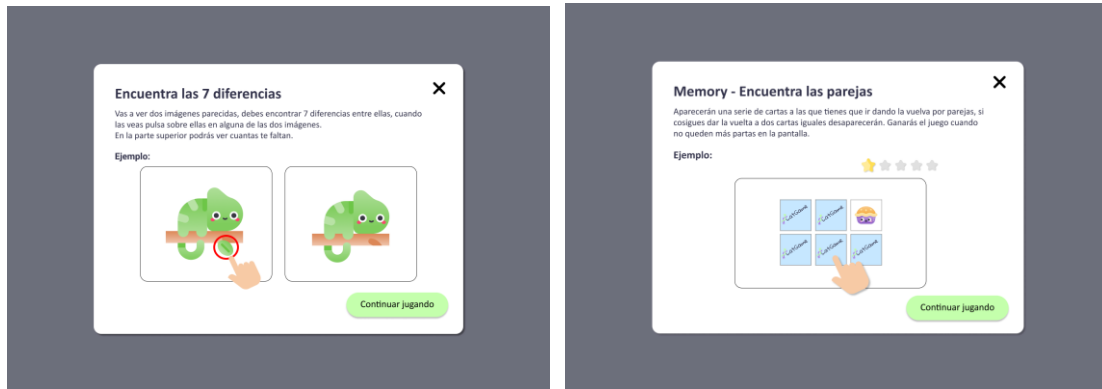 Encuentra las 7 diferencias
Vas a ver dos imágenes parecidas, debes encontrar 7 diferencias entre ellas, cuando
las veas pulsa sobre ellas en alguna de las dos imágenes.
En la parte superior podrás ver cuantas te faltan.
Ejemplo:
Continuar jugando
Memory - Encuentra las parejas
Aparecerán una serie de cartas a las que tienes que ir dando la vuelva por parejas, si
cosigues dar la vuelta a dos cartas iguales desaparecerán. Ganarás el juego cuando
no queden más partas en la pantalla.
Ejemplo:
Continuar jugando